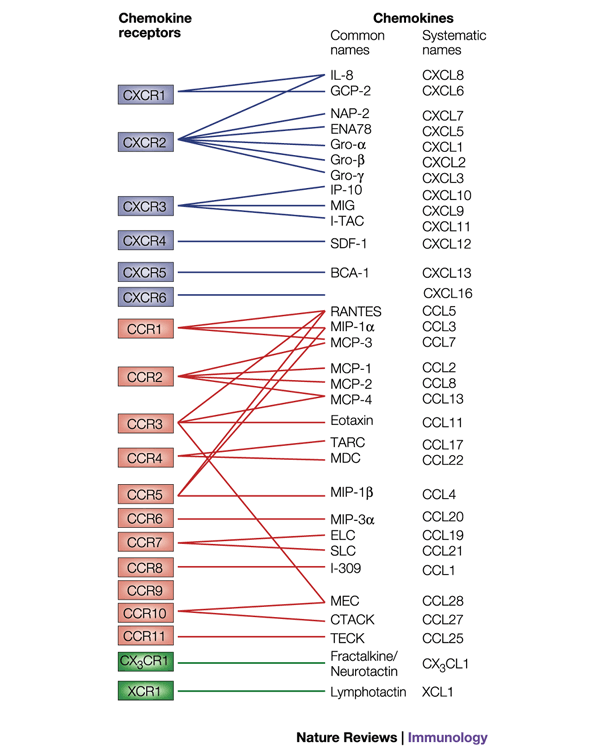 Chemokine receptors
Chemokines
Common names
Systematic names
CXCR1
CXCR2
CXCR3
CXCR4
CXCR5
CXCR6
CCR1
CCR2
CCR3
CCR4
CCR5
CCR6
CCR7
CCR8
CCR9
CCR10
CCR11
CX3CR1
XCR1
IL-8 CXCL8
GCP-2 CXCL6
NAP-2 CXCL7
ENA78 CXCL5
Gro-α CXCL1
Gro-β CXCL2
Gro-γ CXCL3
IP-10 CXCL10
MIG CXCL9
I-TAC CXCL11
SDF-1 CXCL12
BCA-1 CXCL13
CXCL16
RANTES CCL5
MIP-1α CCL3
MCP-3 CCL7
MCP-1 CCL2
MCP-2 CCL8
MCP-4 CCL13
Eotaxin CCL11
TARC CCL17
MDC CCL22
MIP-1β CCL4
MIP-3α CCL20
ELC CCL19
SLC CCL21
I-309 CCL1
MEC CCL28
CTACK CCL27
TECK CCL25
Fractalkine/
Neurotactin CX3CL1
Lymphotactin XCL1
Nature Reviews | Immunology